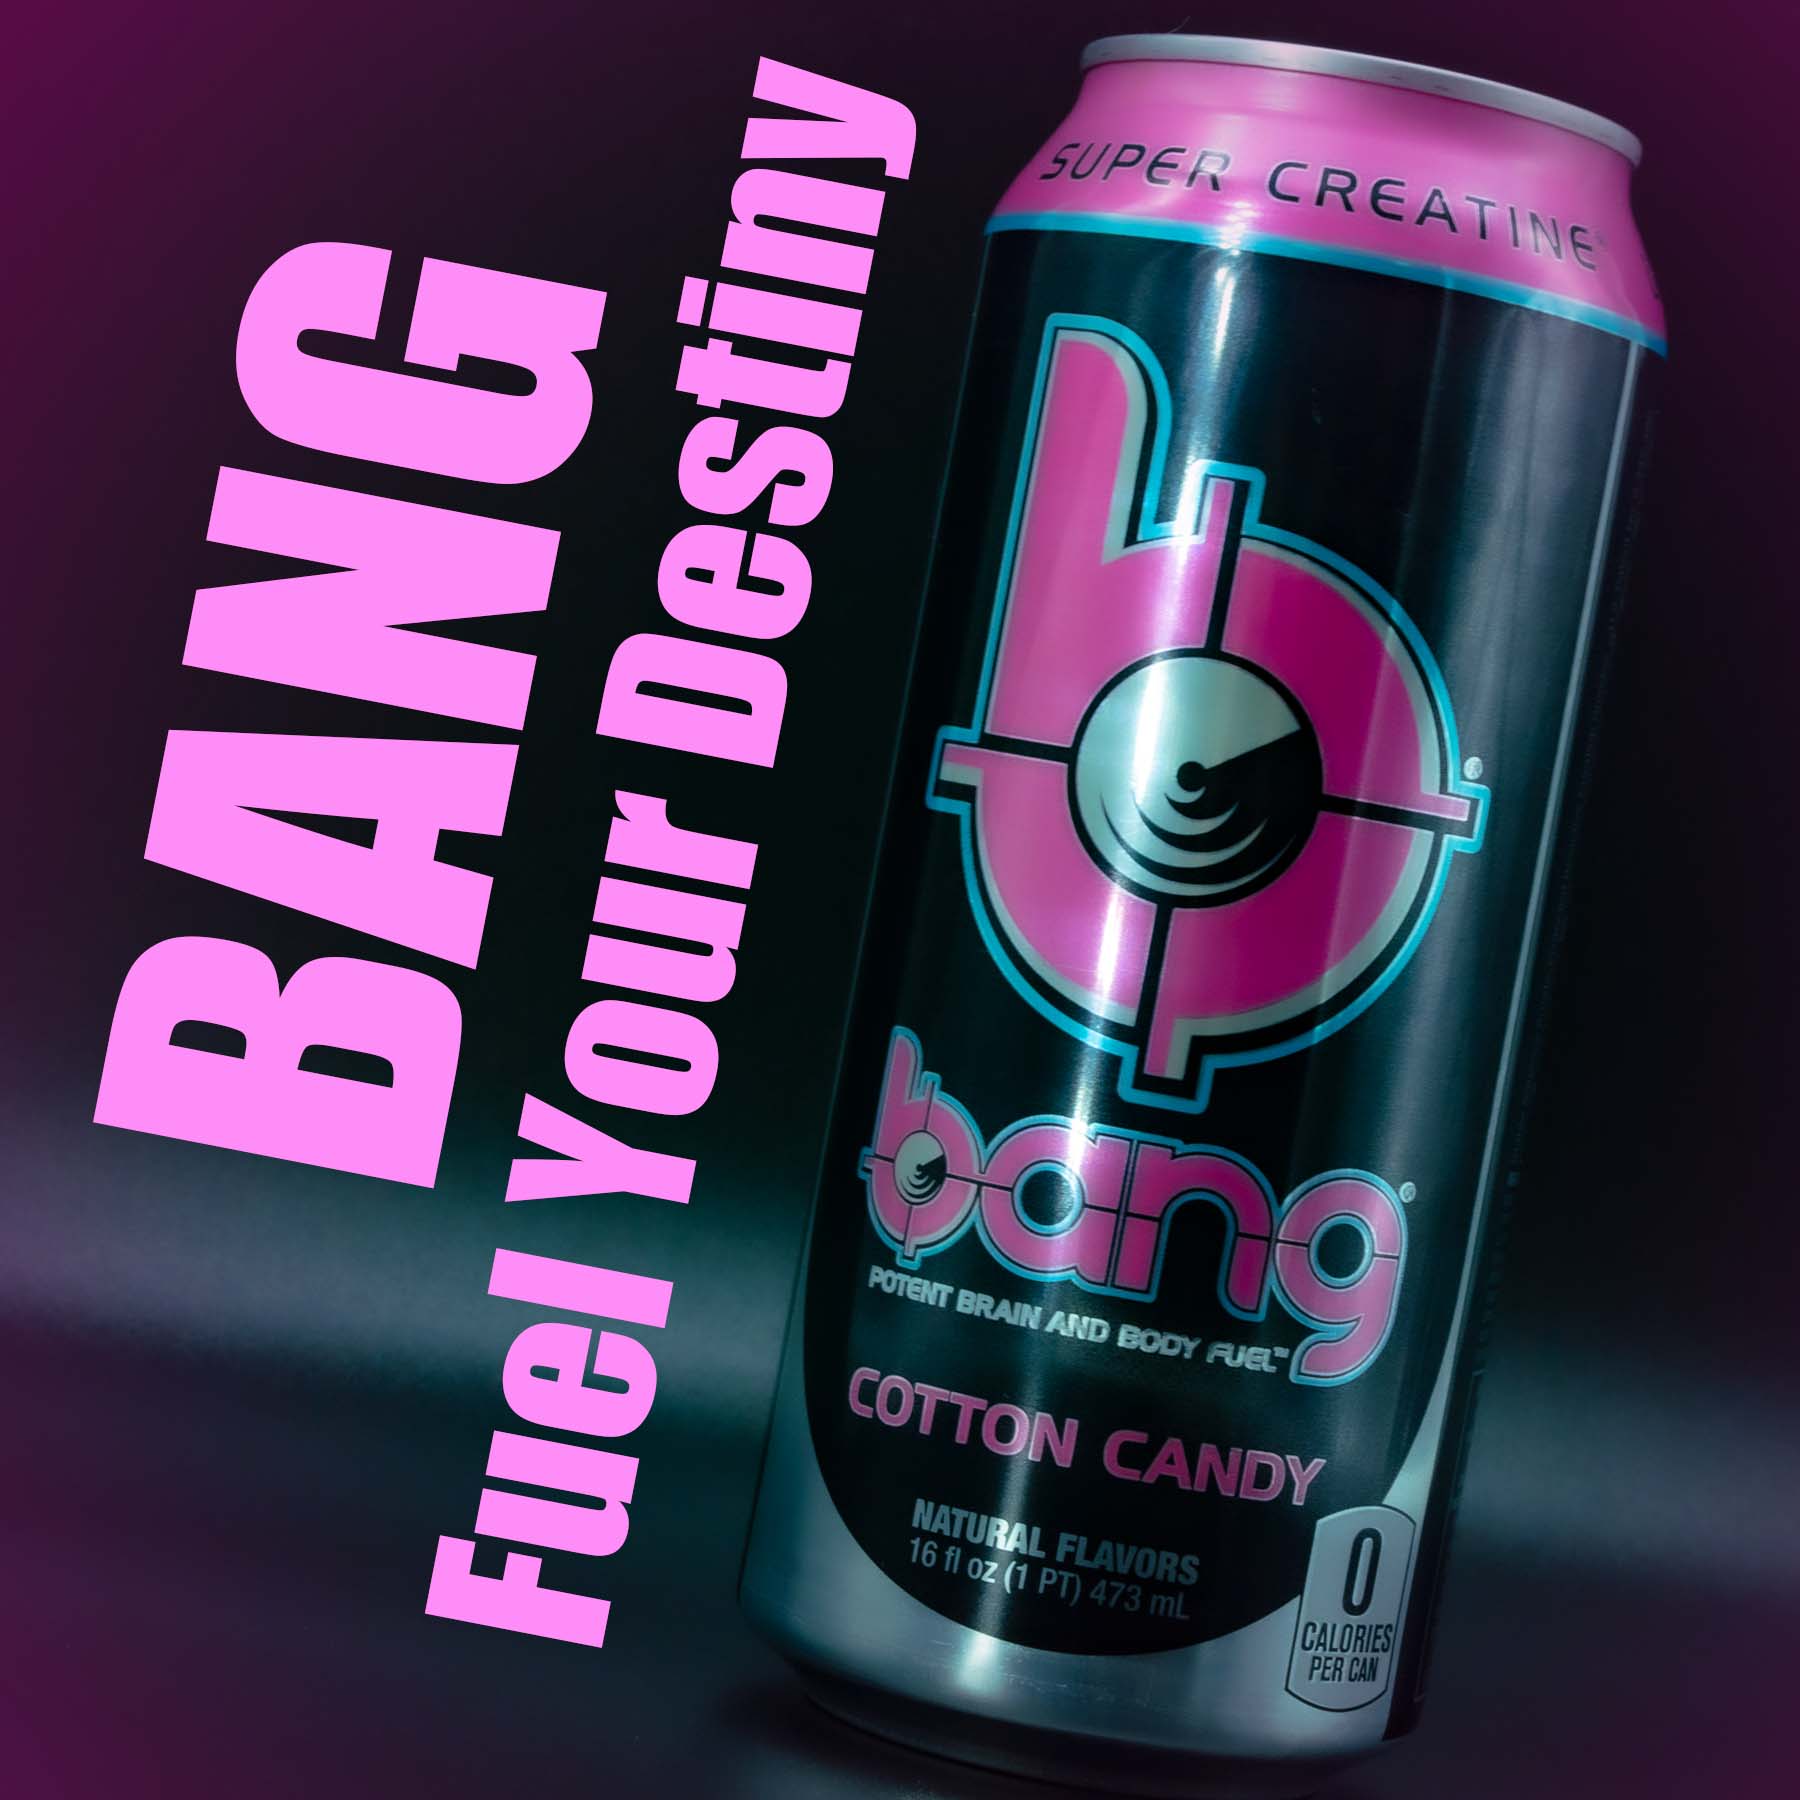 BANG
Fuel Your Destiny
SUPER CREATINE®
b®
bang®
POTENT BRAIN AND BODY FUEL™
COTTON CANDY
NATURAL FLAVORS
16 fl oz (1 PT) 473 mL
0
CALORIES
PER CAN